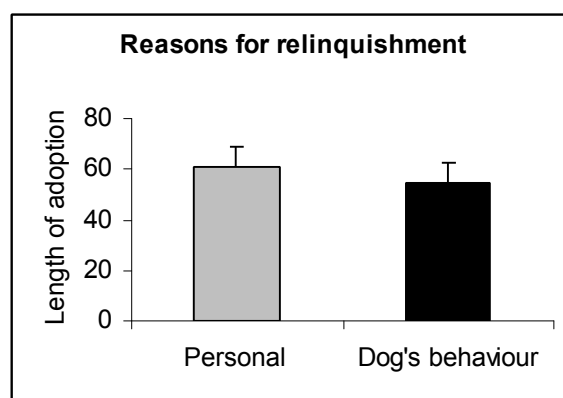 Reasons for relinquishment
Length of adoption
80
60
40
20
0
Personal
Dog's behaviour